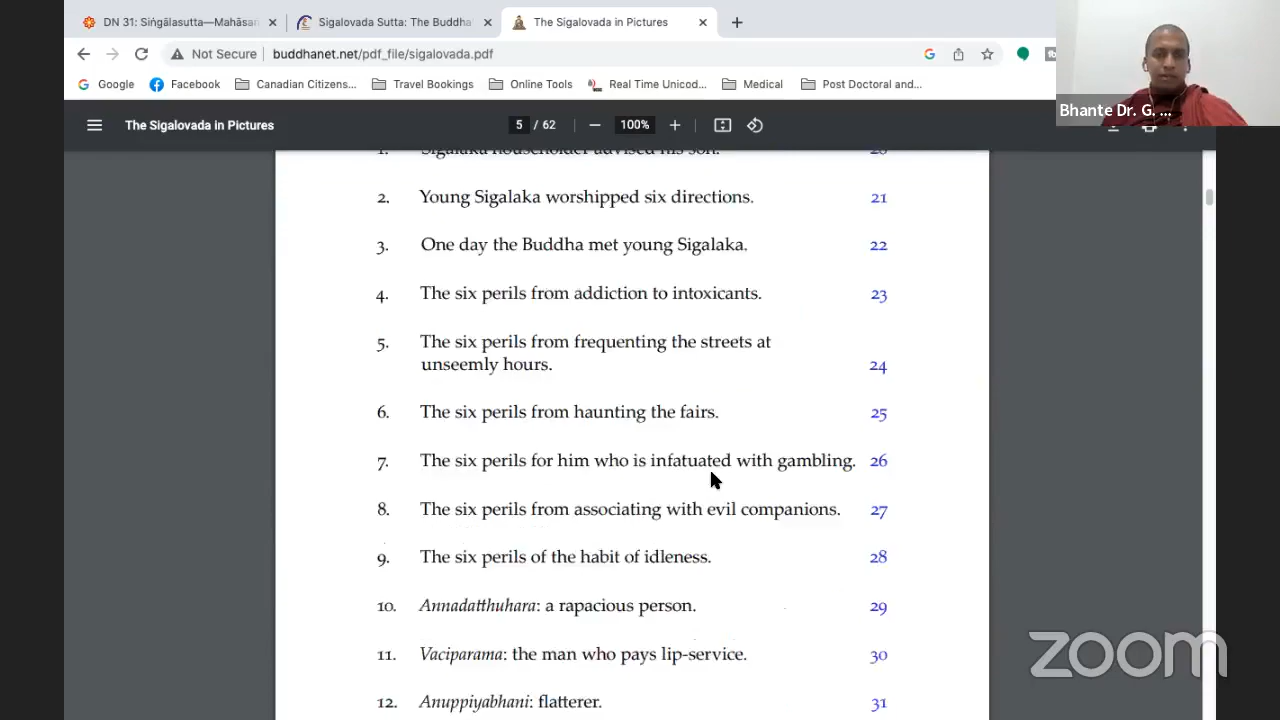 DN 31: Siṅgālasutta—Mahāsaṅ
Sigalovada Sutta: The Buddha
The Sigalovada in Pictures
Not Secure
buddhanet.net/pdf_file/sigalovada.pdf
Google
Facebook
Canadian Citizens...
Travel Bookings
Online Tools
Real Time Unicod...
Medical
Post Doctoral and...
Bhante Dr. G. ...
The Sigalovada in Pictures
5 / 62
100%
1. Sigalaka householder advised his son. 20
2. Young Sigalaka worshipped six directions. 21
3. One day the Buddha met young Sigalaka. 22
4. The six perils from addiction to intoxicants. 23
5. The six perils from frequenting the streets at
unseemly hours. 24
6. The six perils from haunting the fairs. 25
7. The six perils for him who is infatuated with gambling. 26
8. The six perils from associating with evil companions. 27
9. The six perils of the habit of idleness. 28
10. Annadatthuhara: a rapacious person. 29
11. Vaciparama: the man who pays lip-service. 30
12. Anuppiyabhani: flatterer. 31
zoom